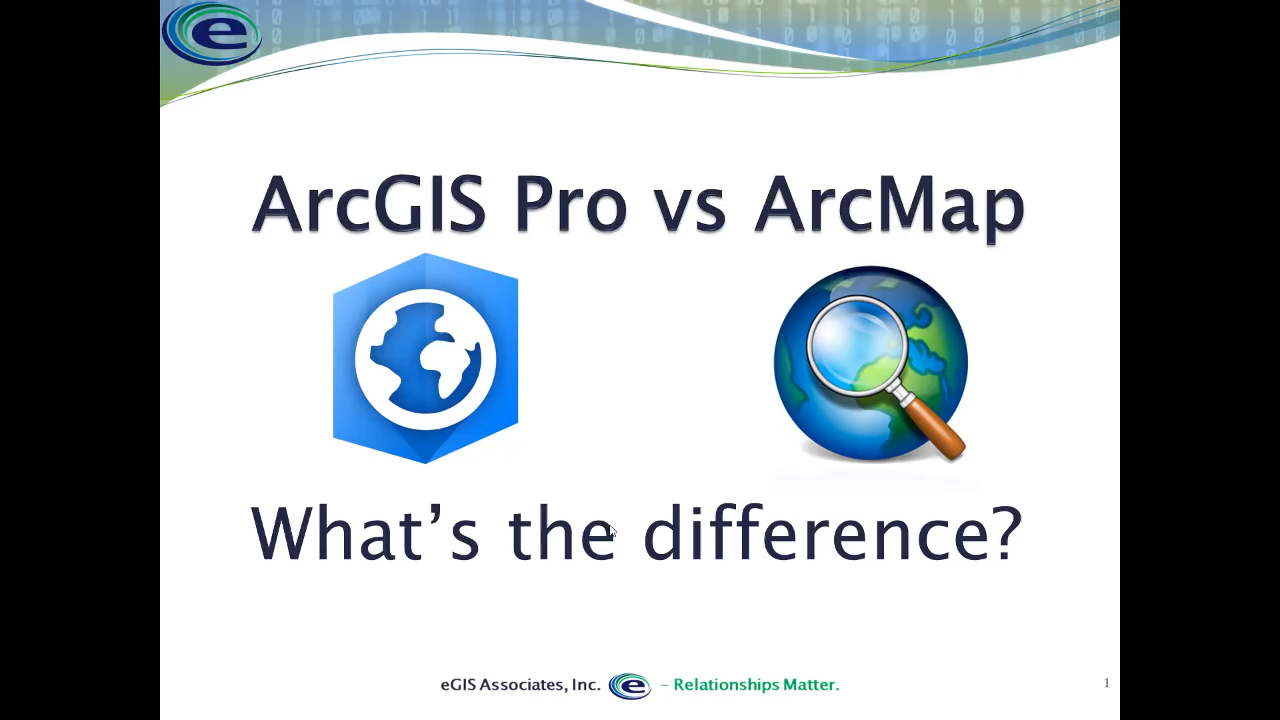 e
ArcGIS Pro vs ArcMap
What’s the difference?
eGIS Associates, Inc. e – Relationships Matter.
1